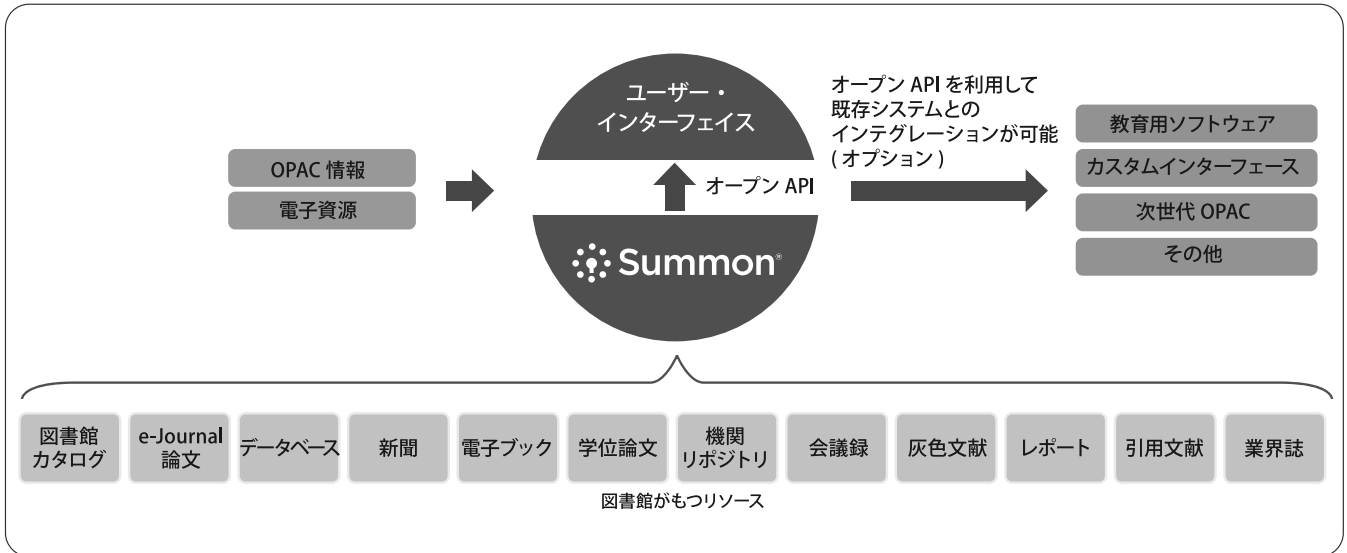 ユーザー・
インターフェイス
オープン API を利用して
既存システムとの
インテグレーションが可能
( オプション )
OPAC 情報
電子資源
オープン API
Summon®
教育用ソフトウェア
カスタムインターフェース
次世代 OPAC
その他
図書館
カタログ
e-Journal
論文
データベース
新聞
電子ブック
学位論文
機関
リポジトリ
会議録
灰色文献
レポート
引用文献
業界誌
図書館がもつリソース